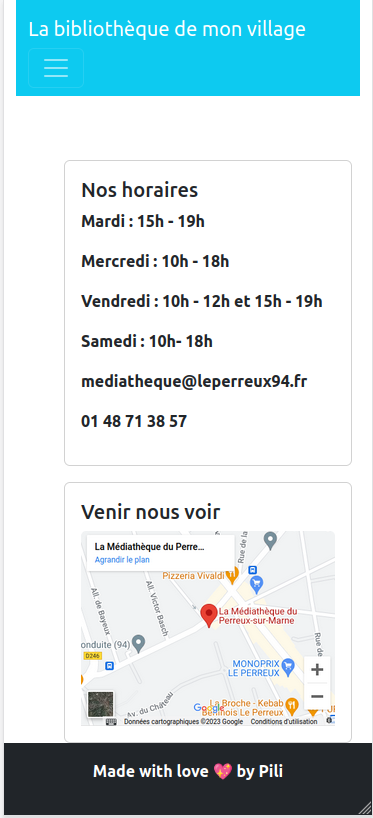 La bibliothèque de mon village
Nos horaires
Mardi : 15h - 19h
Mercredi : 10h - 18h
Vendredi : 10h - 12h et 15h - 19h
Samedi : 10h- 18h
mediatheque@leperreux94.fr
01 48 71 38 57
Venir nous voir
La Médiathèque du Perre...
Agrandir le plan
Rue de la
Pizzeria Vivaldi
All. de Bayeux
All. Victor Basch
La Médiathèque du
Perreux-sur-Marne
onduite (94)
D246
Rue de
MONOPRIX
LE PERREUX
Av. du Château
Google
La Broche - Kebab
Berlinois Le Perreux
Données cartographiques ©2023 Google
Conditions d'utilisation
Made with love 💖 by Pili